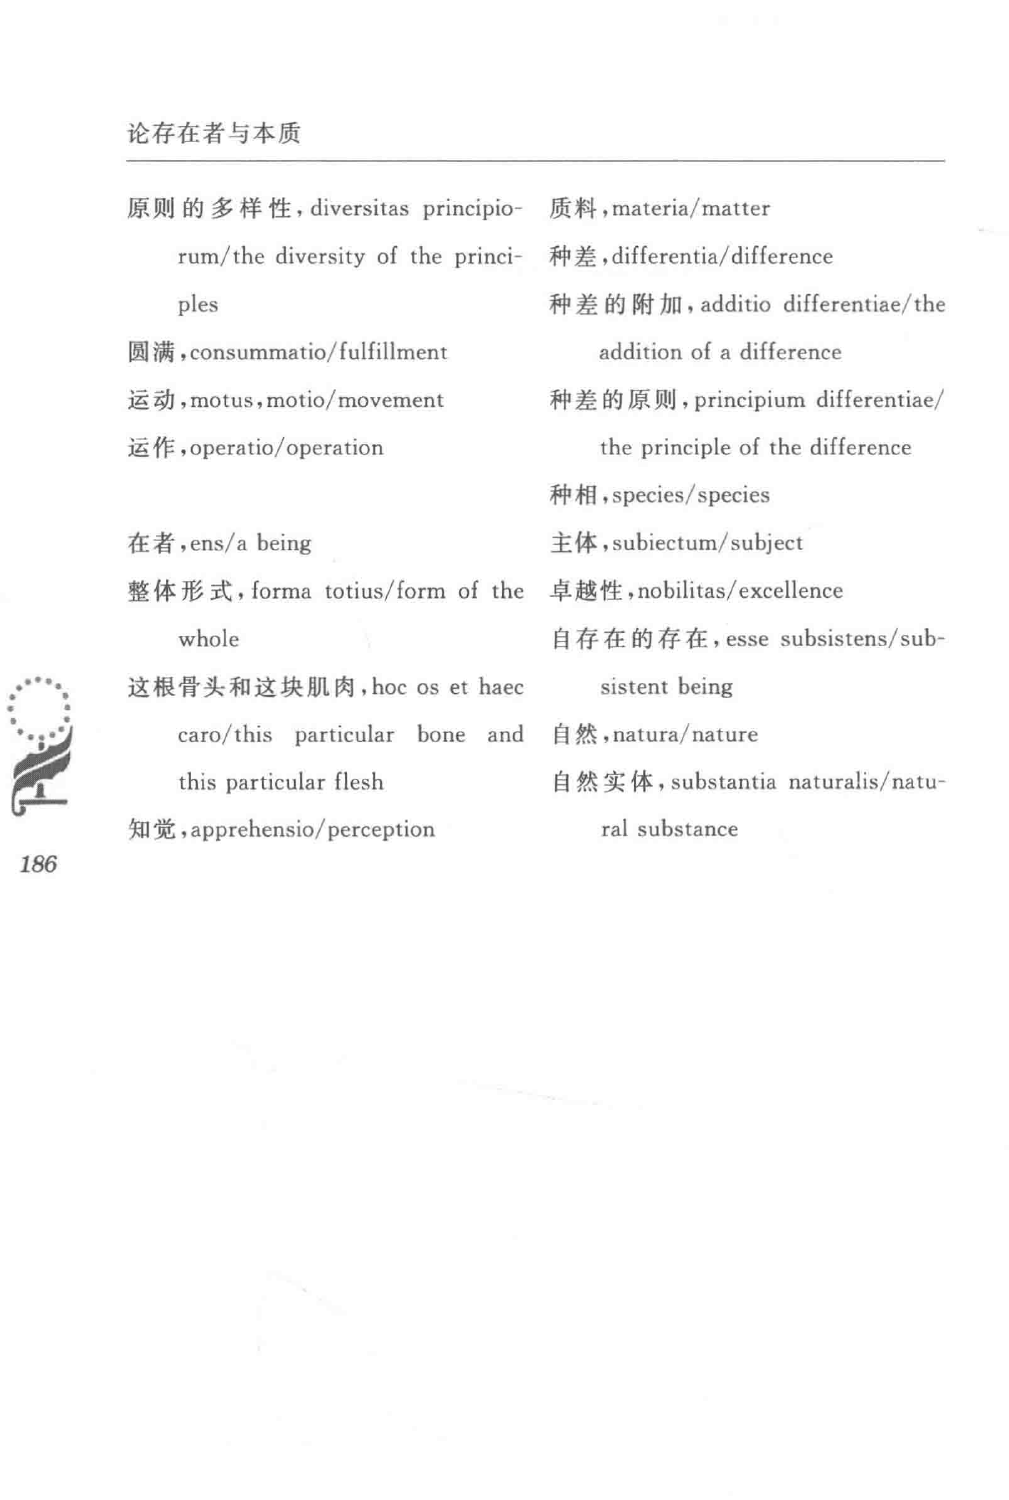 论存在者与本质
原则的多样性，diversitas principio-
rum/the diversity of the princi-
ples
圆满，consummatio/fulfillment
运动，motus，motio/movement
运作，operatio/operation
在者，ens/a being
整体形式，forma totius/form of the
whole
这根骨头和这块肌肉，hoc os et haec
caro/this particular bone and
this particular flesh
知觉，apprehensio/perception
质料，materia/matter
种差，differentia/difference
种差的附加，additio differentiae/the
addition of a difference
种差的原则，principium differentiae/
the principle of the difference
种相，species/species
主体，subiectum/subject
卓越性，nobilitas/excellence
自存在的存在，esse subsistens/sub-
sistent being
自然，natura/nature
自然实体，substantia naturalis/natu-
ral substance
186